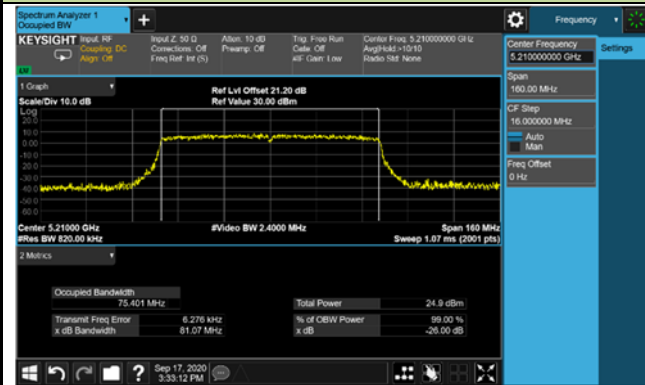 Spectrum Analyzer 1
Occupied BW
+
Frequency
KEYSIGHT
Input: RF
Coupling: DC
Align: Off
Input Z: 50 Ω
Corrections: Off
Freq Ref: Int (S)
Atten: 10 dB
Preamp: Off
Trig: Free Run
Gate: Off
#IF Gain: Low
Center Freq: 5.210000000 GHz
Avg|Hold:>10/10
Radio Std: None
Center Frequency
5.210000000 GHz
Settings
Span
160.00 MHz
CF Step
16.000000 MHz
Auto
Man
Freq Offset
0 Hz
1 Graph
Scale/Div 10.0 dB
Ref Lvl Offset 21.20 dB
Ref Value 30.00 dBm
Log
20.0
10.0
0.00
-10.0
-20.0
-30.0
-40.0
-50.0
-60.0
Center 5.21000 GHz
#Res BW 820.00 kHz
#Video BW 2.4000 MHz
Span 160 MHz
Sweep 1.07 ms (2001 pts)
2 Metrics
Occupied Bandwidth
75.401 MHz
Total Power 24.9 dBm
Transmit Freq Error 6.276 kHz
% of OBW Power 99.00 %
x dB Bandwidth 81.07 MHz
x dB -26.00 dB
?
Sep 17, 2020
3:33:12 PM